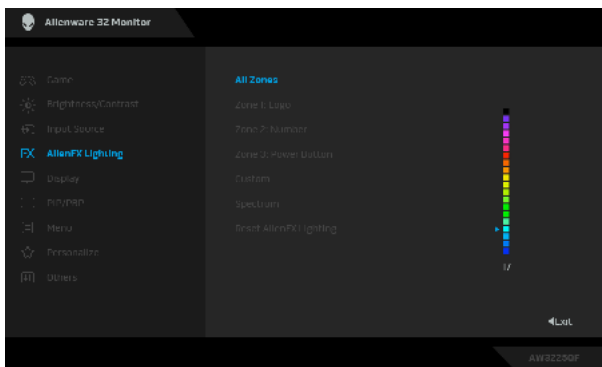 Alienware 32 Monitor
Game
Brightness/Contrast
Input Source
FX AlienFX Lighting
Display
PIP/PBP
Menu
Personalize
Others
All Zones
Zone 1: Logo
Zone 2: Number
Zone 3: Power Button
Custom
Spectrum
Reset AlienFX Lighting
Exit
AW3225QF